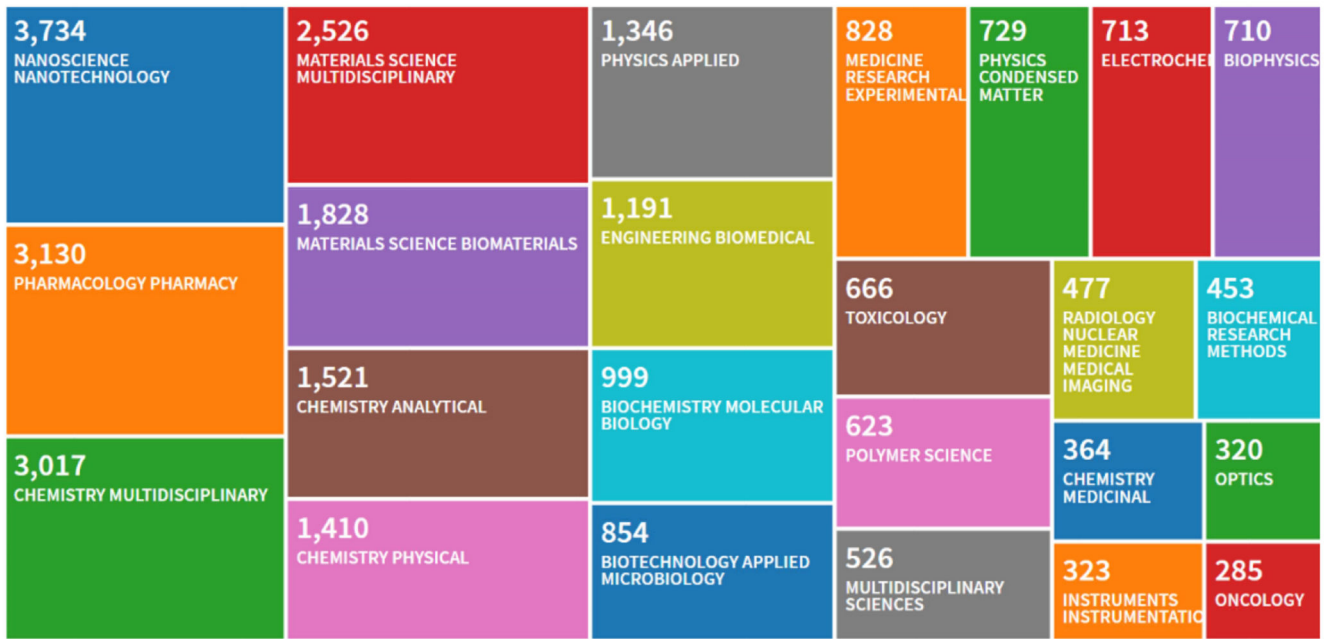 3,734
NANOSCIENCE
NANOTECHNOLOGY
3,130
PHARMACOLOGY PHARMACY
3,017
CHEMISTRY MULTIDISCIPLINARY
2,526
MATERIALS SCIENCE
MULTIDISCIPLINARY
1,828
MATERIALS SCIENCE BIOMATERIALS
1,521
CHEMISTRY ANALYTICAL
1,410
CHEMISTRY PHYSICAL
1,346
PHYSICS APPLIED
1,191
ENGINEERING BIOMEDICAL
999
BIOCHEMISTRY MOLECULAR
BIOLOGY
854
BIOTECHNOLOGY APPLIED
MICROBIOLOGY
828
MEDICINE
RESEARCH
EXPERIMENTAL
729
PHYSICS
CONDENSED
MATTER
713
ELECTROCHE
710
BIOPHYSICS
666
TOXICOLOGY
623
POLYMER SCIENCE
526
MULTIDISCIPLINARY
SCIENCES
477
RADIOLOGY
NUCLEAR
MEDICINE
MEDICAL
IMAGING
453
BIOCHEMICAL
RESEARCH
METHODS
364
CHEMISTRY
MEDICINAL
320
OPTICS
323
INSTRUMENTS
INSTRUMENTATIO
285
ONCOLOGY